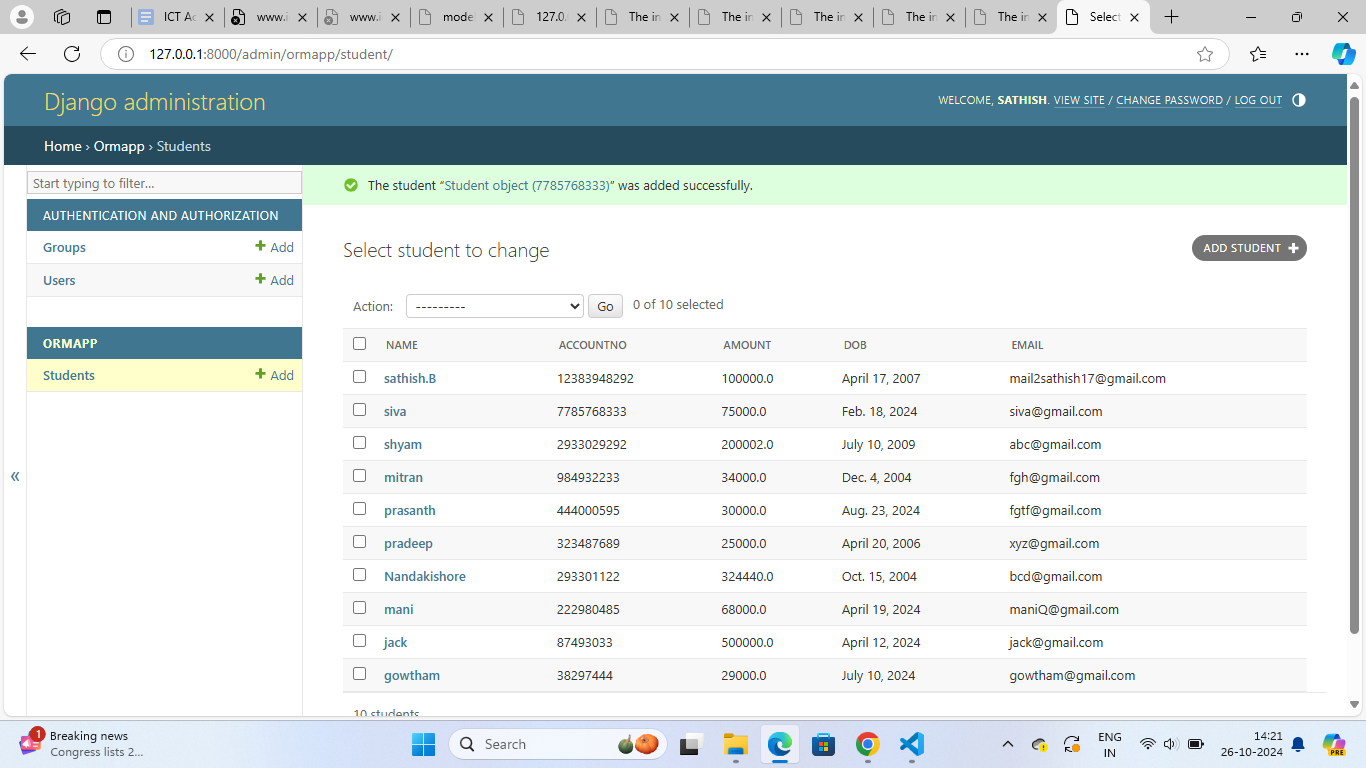 ICT Ac
www.i
www.i
mode
127.0.
The in
The in
The in
The in
The in
Select
127.0.0.1:8000/admin/ormapp/student/
Django administration
WELCOME, SATHISH. VIEW SITE / CHANGE PASSWORD / LOG OUT
Home › Ormapp › Students
Start typing to filter...
AUTHENTICATION AND AUTHORIZATION
Groups + Add
Users + Add
ORMAPP
Students + Add
«
The student “Student object (7785768333)” was added successfully.
Select student to change
ADD STUDENT +
Action: --------- Go 0 of 10 selected
NAME ACCOUNTNO AMOUNT DOB EMAIL
sathish.B 12383948292 100000.0 April 17, 2007 mail2sathish17@gmail.com
siva 7785768333 75000.0 Feb. 18, 2024 siva@gmail.com
shyam 2933029292 200002.0 July 10, 2009 abc@gmail.com
mitran 984932233 34000.0 Dec. 4, 2004 fgh@gmail.com
prasanth 444000595 30000.0 Aug. 23, 2024 fgtf@gmail.com
pradeep 323487689 25000.0 April 20, 2006 xyz@gmail.com
Nandakishore 293301122 324440.0 Oct. 15, 2004 bcd@gmail.com
mani 222980485 68000.0 April 19, 2024 maniQ@gmail.com
jack 87493033 500000.0 April 12, 2024 jack@gmail.com
gowtham 38297444 29000.0 July 10, 2024 gowtham@gmail.com
10 students
1
Breaking news
Congress lists 2...
Search
ENG
IN
14:21
26-10-2024
PRE